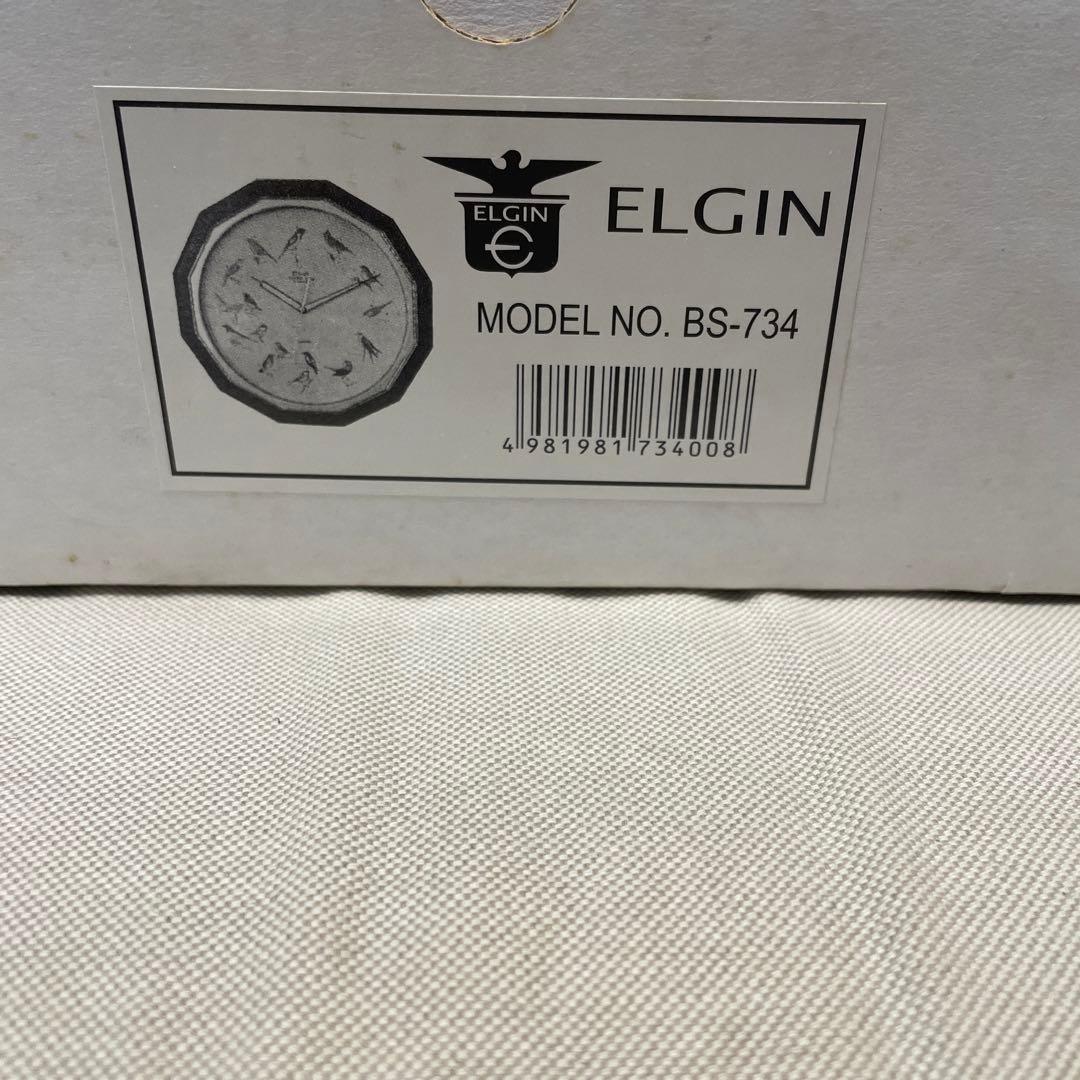 ELGIN
ELGIN
MODEL NO. BS-734
4 981981 734008